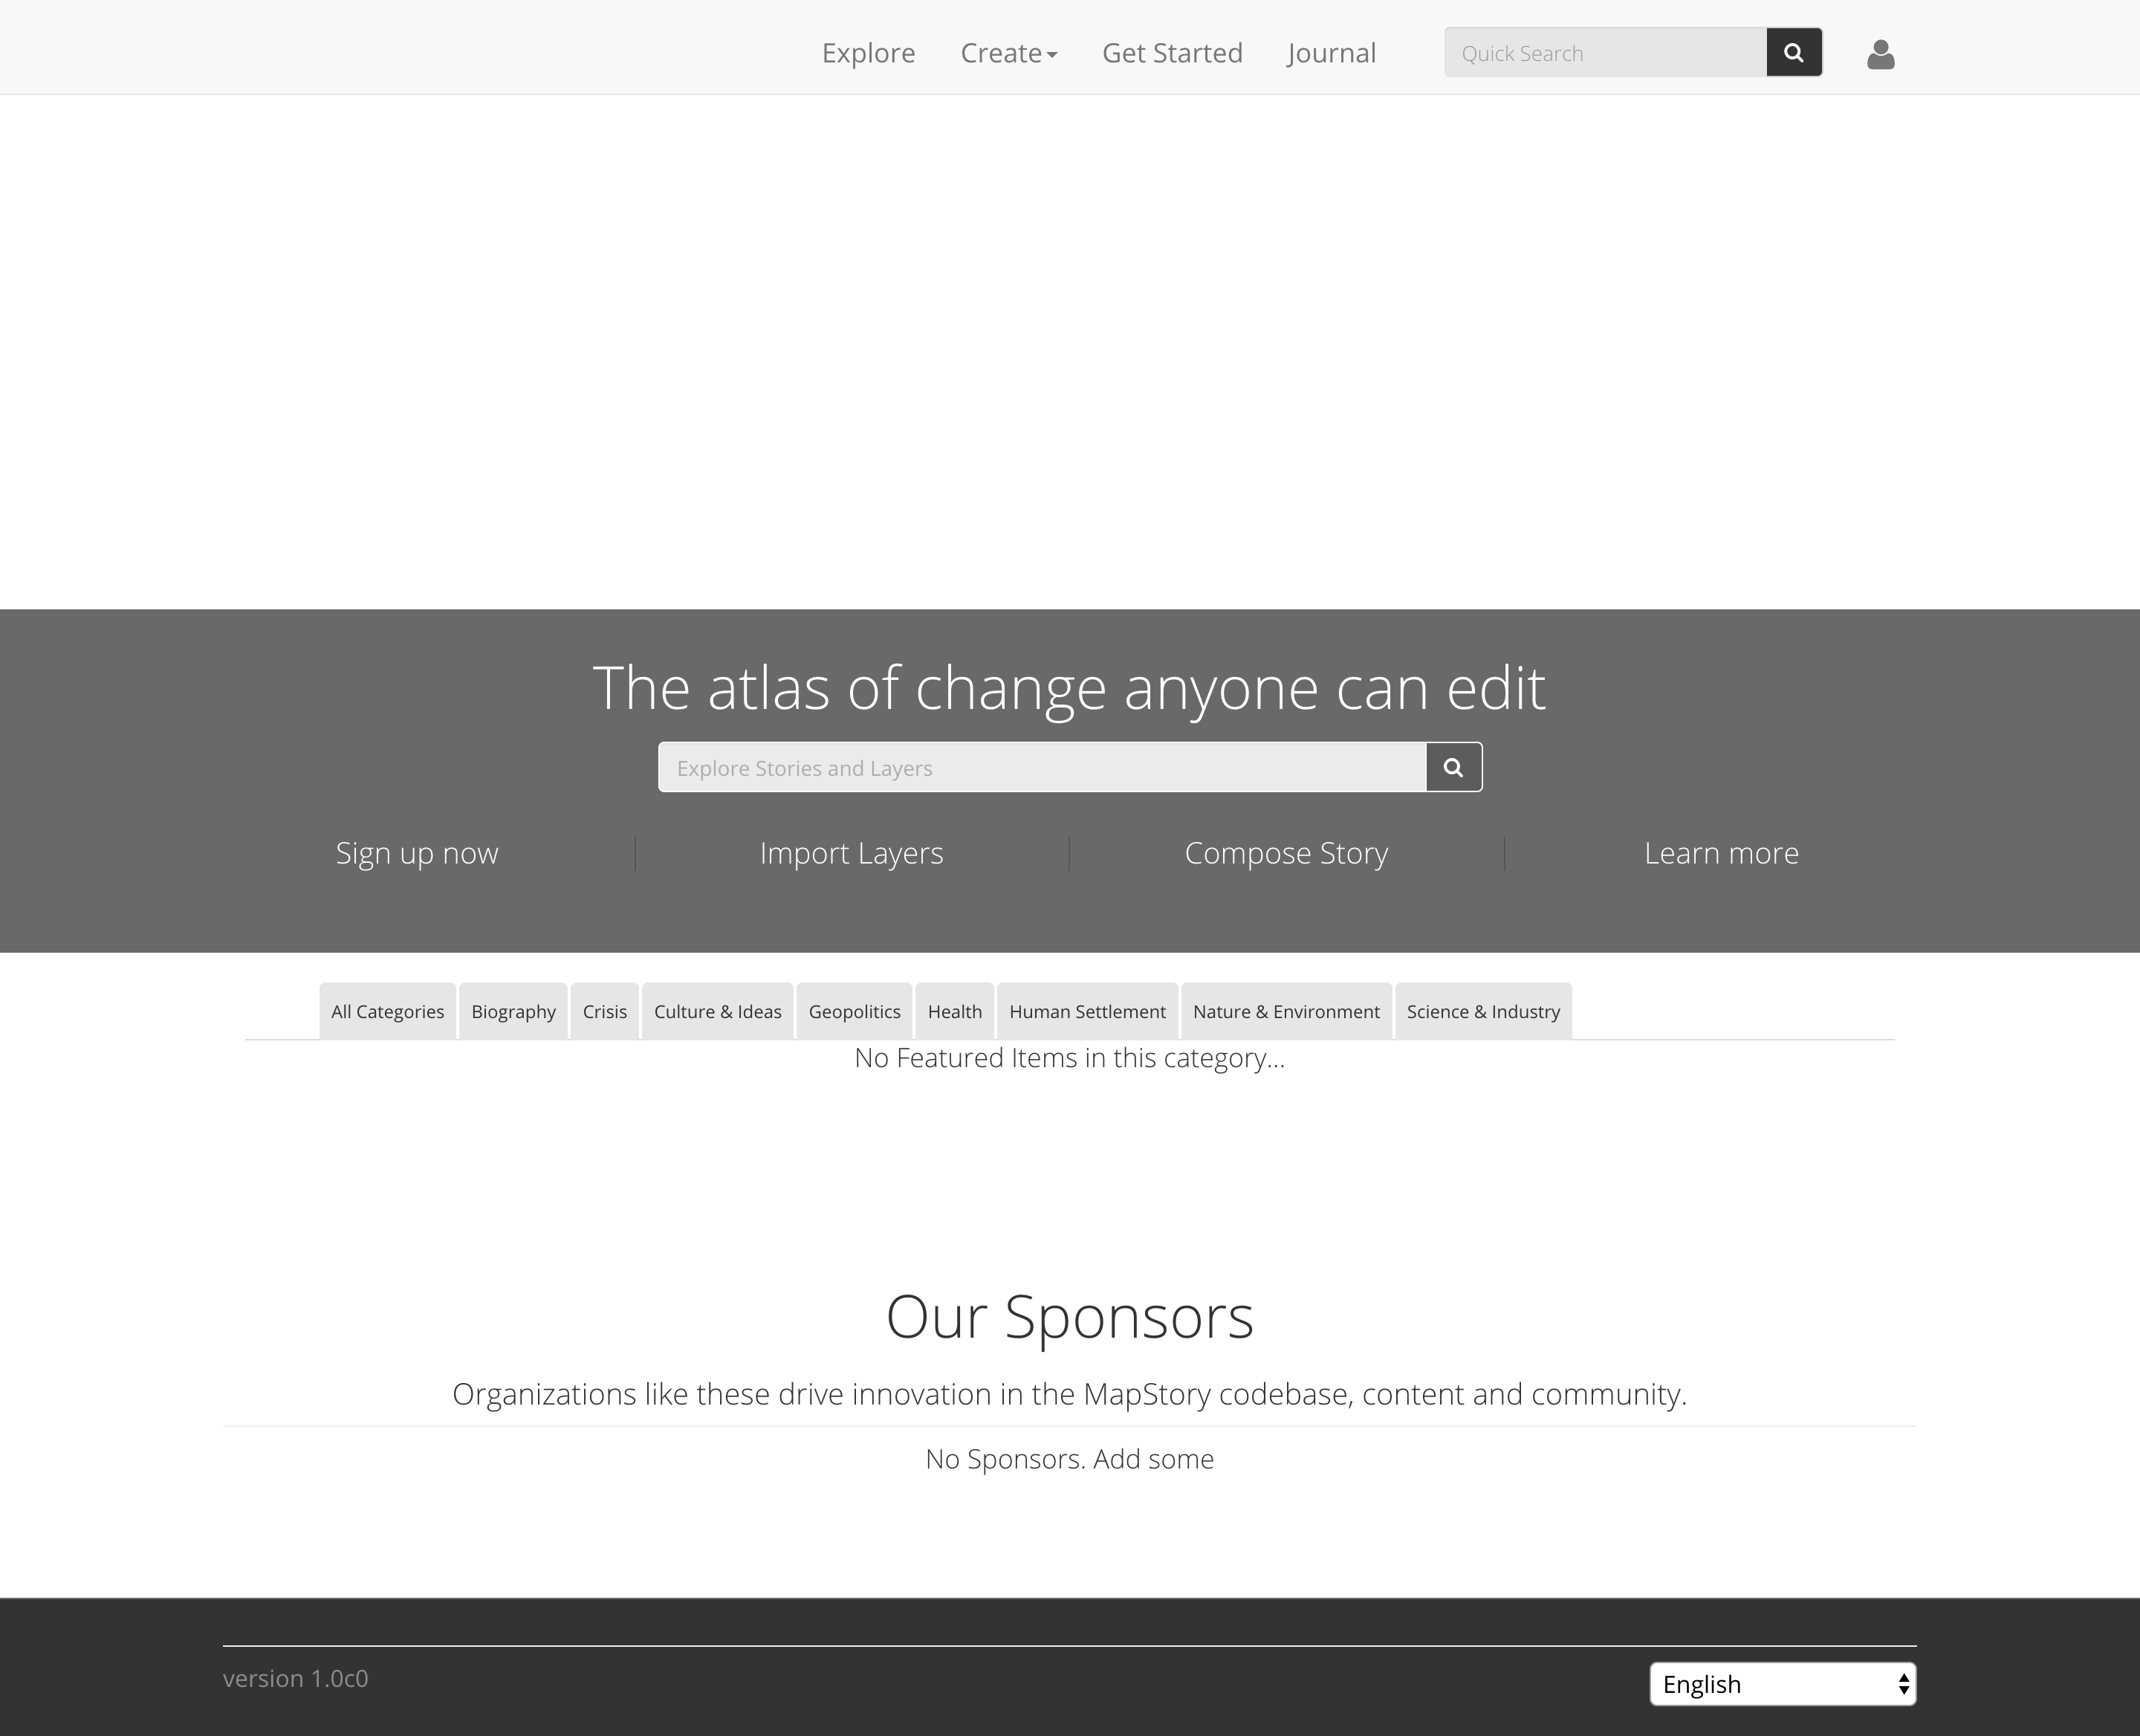 Explore Create Get Started Journal Quick Search
The atlas of change anyone can edit
Explore Stories and Layers
Sign up now Import Layers Compose Story Learn more
All Categories Biography Crisis Culture & Ideas Geopolitics Health Human Settlement Nature & Environment Science & Industry
No Featured Items in this category...
Our Sponsors
Organizations like these drive innovation in the MapStory codebase, content and community.
No Sponsors. Add some
version 1.0c0 English